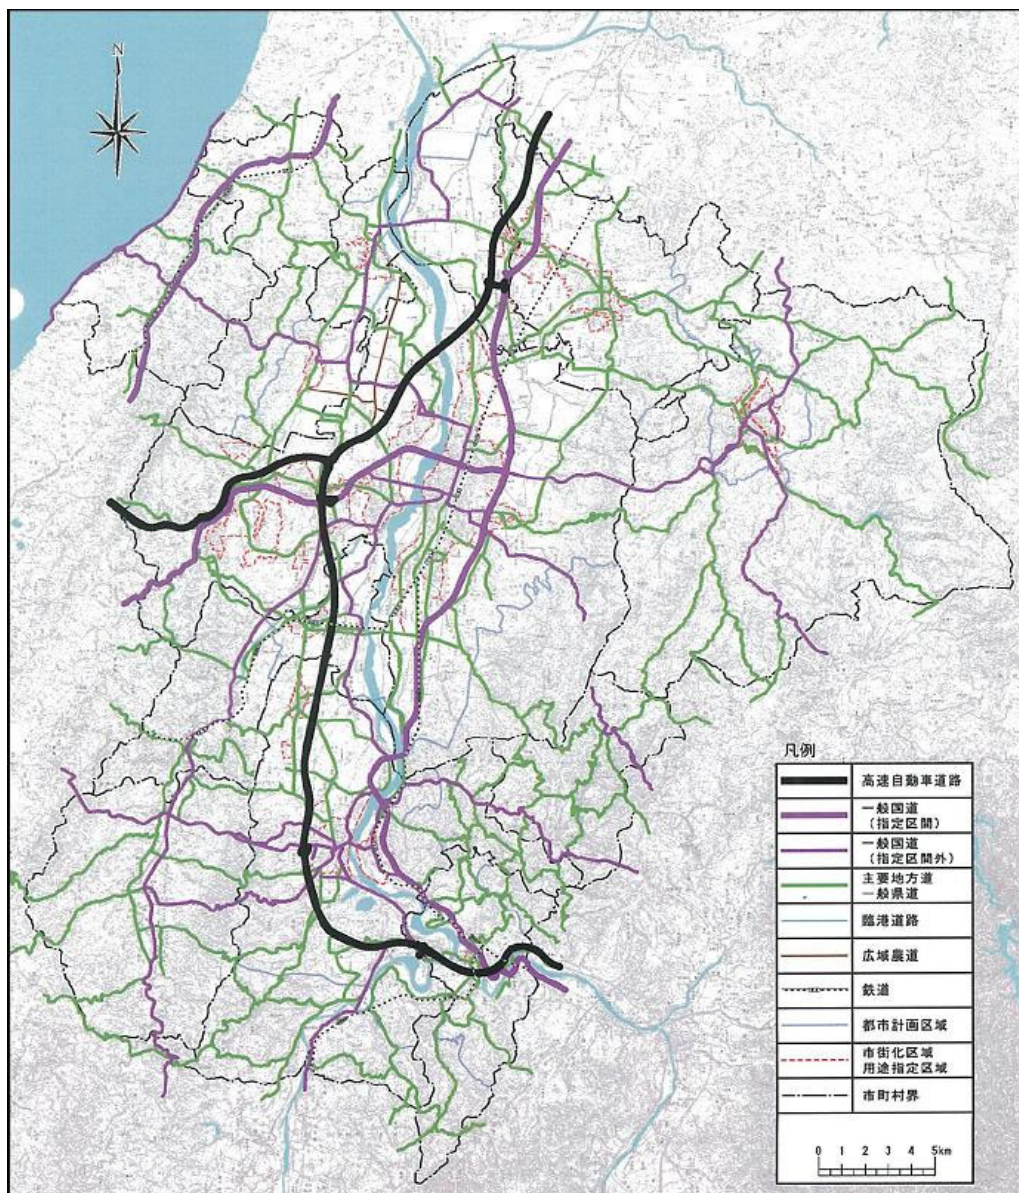 N
凡例
高速自動車道路
一般国道
(指定区間)
一般国道
(指定区間外)
主要地方道
一般県道
臨港道路
広域農道
鉄道
都市計画区域
市街化区域
用途指定区域
市町村界
0 1 2 3 4 5km